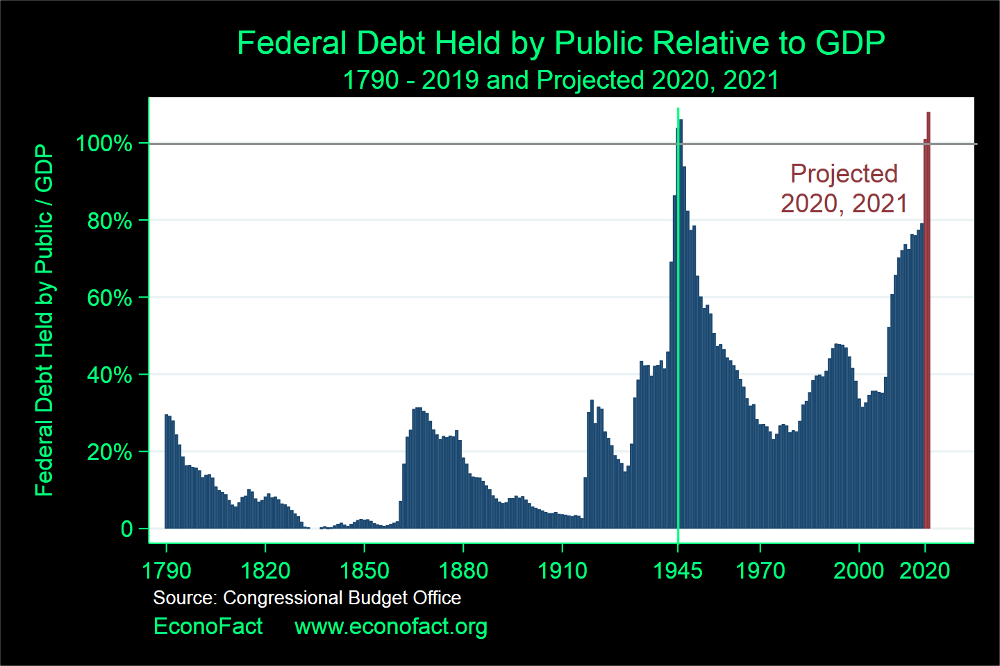 Federal Debt Held by Public Relative to GDP
1790 - 2019 and Projected 2020, 2021
Federal Debt Held by Public / GDP
100%
80%
60%
40%
20%
0
Projected
2020, 2021
1790 1820 1850 1880 1910 1945 1970 2000 2020
Source: Congressional Budget Office
EconoFact www.econofact.org